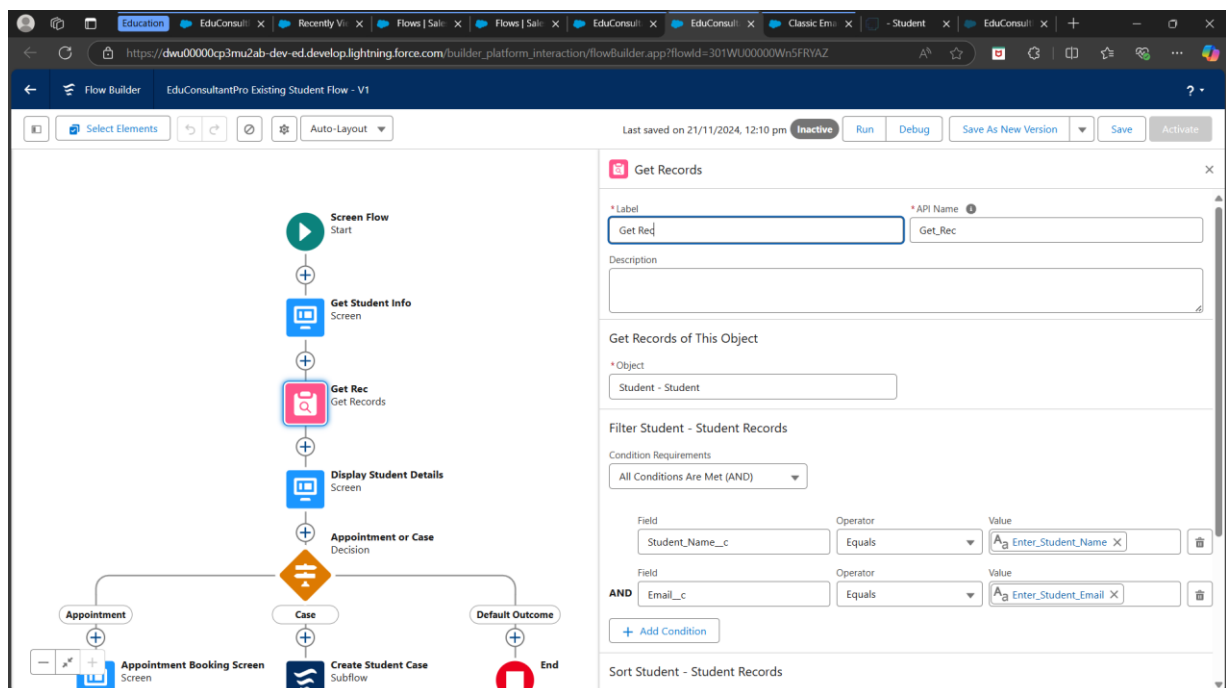 Education
EduConsult
Recently Vi
Flows | Sale
Flows | Sale
EduConsult
EduConsult
Classic Ema
- Student
EduConsult
https://dwu00000cp3mu2ab-dev-ed.develop.lightning.force.com/builder_platform_interaction/flowBuilder.app?flowId=301WU00000Wn5FRYAZ
Flow Builder
EduConsultantPro Existing Student Flow - V1
?
Select Elements
Auto-Layout
Last saved on 21/11/2024, 12:10 pm
Inactive
Run
Debug
Save As New Version
Save
Activate
Screen Flow
Start
Get Student Info
Screen
Get Rec
Get Records
Display Student Details
Screen
Appointment or Case
Decision
Appointment
Case
Default Outcome
Appointment Booking Screen
Screen
Create Student Case
Subflow
End
Get Records
* Label
* API Name
Get Rec
Get_Rec
Description
Get Records of This Object
* Object
Student - Student
Filter Student - Student Records
Condition Requirements
All Conditions Are Met (AND)
Field
Operator
Value
Student_Name__c
Equals
Aa Enter_Student_Name
Field
Operator
Value
AND
Email__c
Equals
Aa Enter_Student_Email
+ Add Condition
Sort Student - Student Records